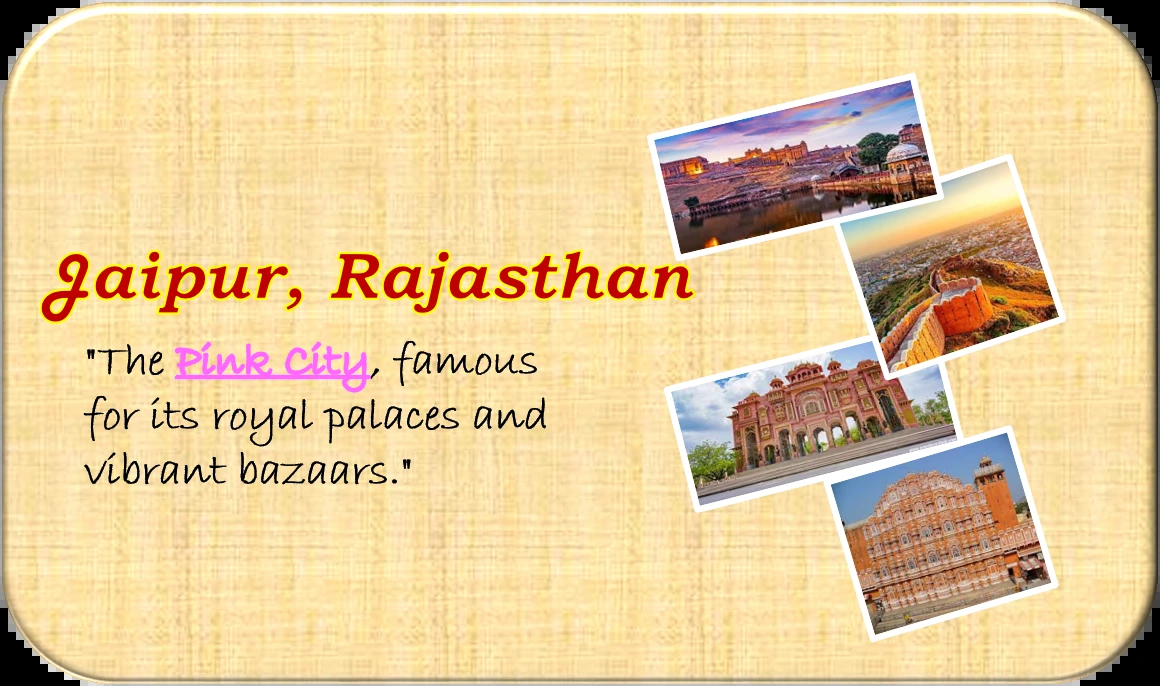 Jaipur, Rajasthan
"The Pink City, famous
for its royal palaces and
vibrant bazaars."